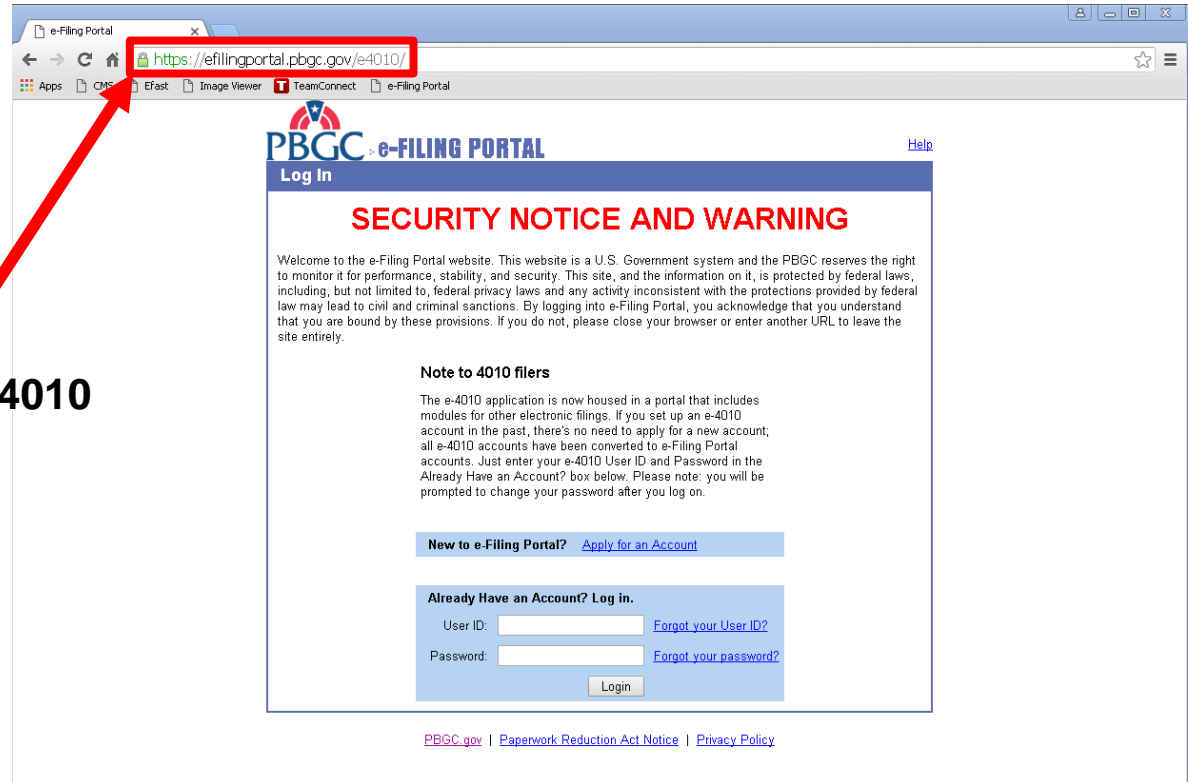 e-Filing Portal
https://efilingportal.pbgc.gov/e4010/
Apps CMS Efast Image Viewer TeamConnect e-Filing Portal
PBGC e-FILING PORTAL
Help
Log In
SECURITY NOTICE AND WARNING
Welcome to the e-Filing Portal website. This website is a U.S. Government system and the PBGC reserves the right
to monitor it for performance, stability, and security. This site, and the information on it, is protected by federal laws,
including, but not limited to, federal privacy laws and any activity inconsistent with the protections provided by federal
law may lead to civil and criminal sanctions. By logging into e-Filing Portal, you acknowledge that you understand
that you are bound by these provisions. If you do not, please close your browser or enter another URL to leave the
site entirely.
4010
Note to 4010 filers
The e-4010 application is now housed in a portal that includes
modules for other electronic filings. If you set up an e-4010
account in the past, there's no need to apply for a new account;
all e-4010 accounts have been converted to e-Filing Portal
accounts. Just enter your e-4010 User ID and Password in the
Already Have an Account? box below. Please note: you will be
prompted to change your password after you log on.
New to e-Filing Portal? Apply for an Account
Already Have an Account? Log in.
User ID: Forgot your User ID?
Password: Forgot your password?
Login
PBGC.gov | Paperwork Reduction Act Notice | Privacy Policy